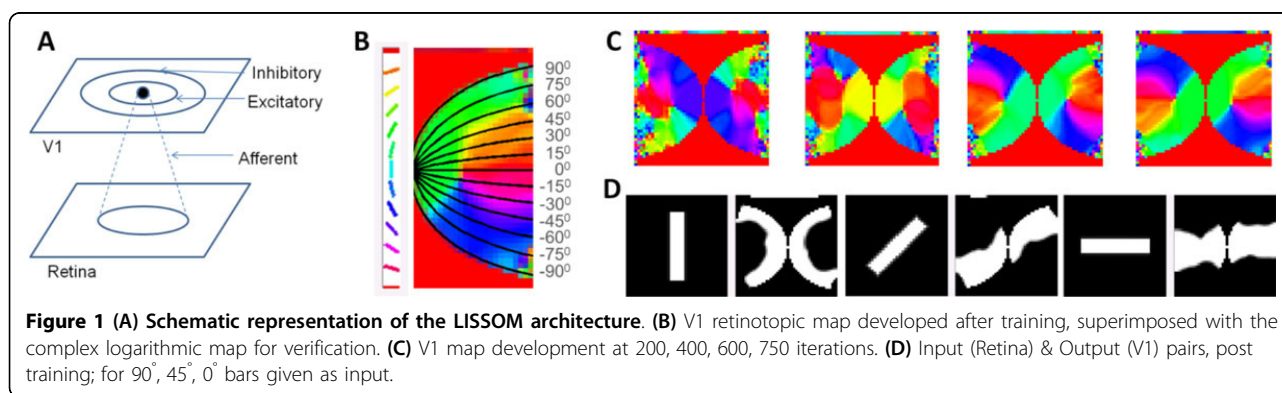 A
Inhibitory
Excitatory
V1
Afferent
Retina
B
90⁰
75⁰
60⁰
45⁰
30⁰
15⁰
0⁰
-15⁰
-30⁰
-45⁰
-60⁰
-75⁰
-90⁰
C
D
Figure 1 (A) Schematic representation of the LISSOM architecture. (B) V1 retinotopic map developed after training, superimposed with the
complex logarithmic map for verification. (C) V1 map development at 200, 400, 600, 750 iterations. (D) Input (Retina) & Output (V1) pairs, post
training; for 90°, 45°, 0° bars given as input.